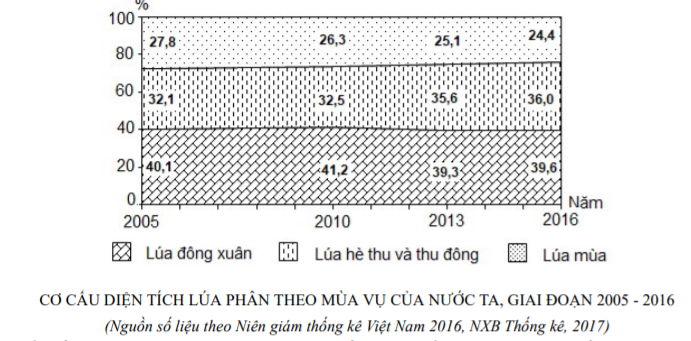 %
100
80
60
40
20
0
27,8 26,3 25,1 24,4
32,1 32,5 35,6 36,0
40,1 41,2 39,3 39,6
Năm
2005 2010 2013 2016
Lúa đông xuân Lúa hè thu và thu đông Lúa mùa
CƠ CẤU DIỆN TÍCH LÚA PHÂN THEO MÙA VỤ CỦA NƯỚC TA, GIAI ĐOẠN 2005 - 2016
(Nguồn số liệu theo Niên giám thống kê Việt Nam 2016, NXB Thống kê, 2017)